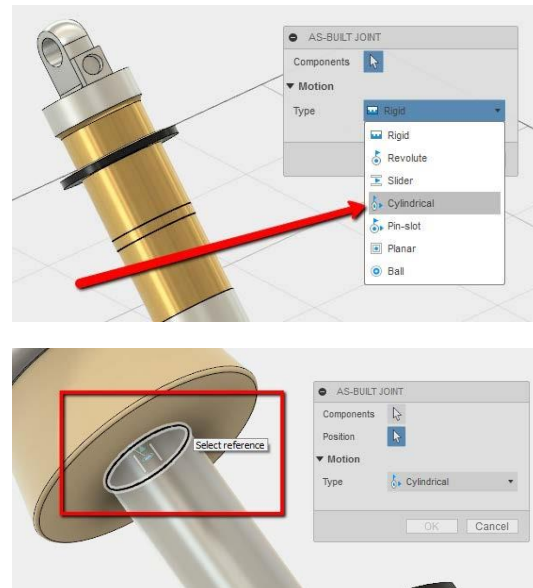 AS-BUILT JOINT
Components
Motion
Type Rigid
Rigid
Revolute
Slider
Cylindrical
Pin-slot
Planar
Ball
AS-BUILT JOINT
Components
Position
Select reference
Motion
Type Cylindrical
OK Cancel